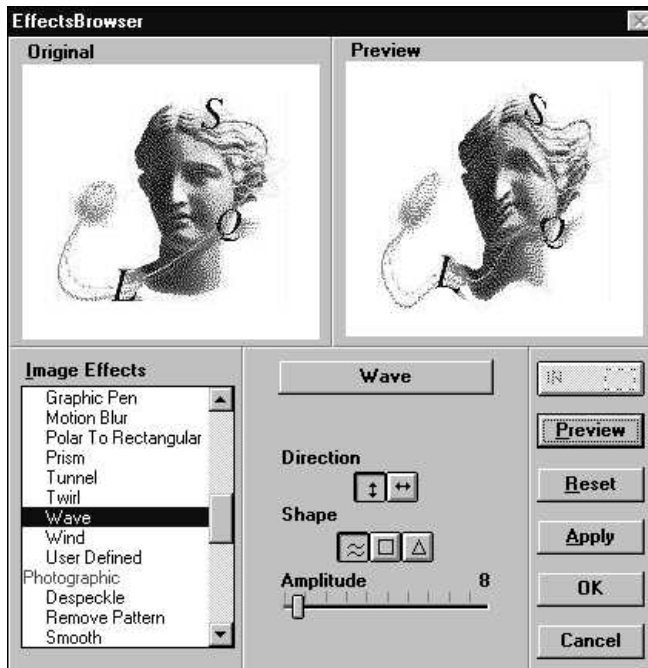 EffectsBrowser
Original
Preview
S
O
L
S
O
L
Image Effects
Graphic Pen
Motion Blur
Polar To Rectangular
Prism
Tunnel
Twirl
Wave
Wind
User Defined
Photographic
Despeckle
Remove Pattern
Smooth
Wave
Direction
Shape
Amplitude 8
IN
Preview
Reset
Apply
OK
Cancel